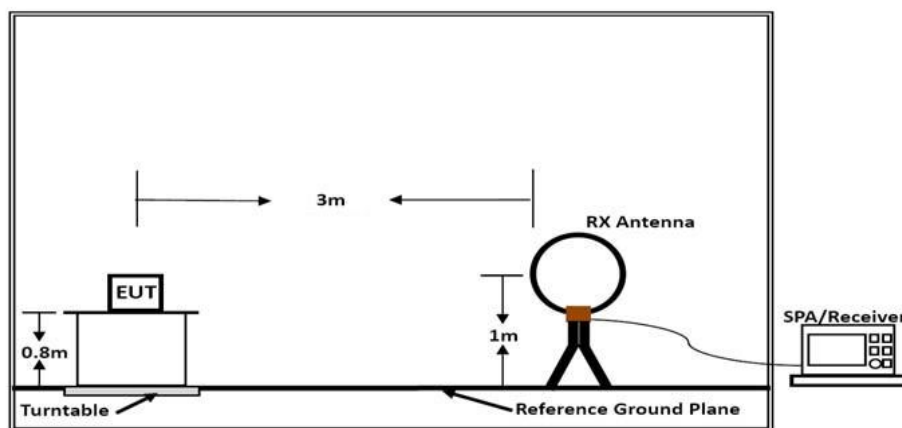 3m
RX Antenna
EUT
SPA/Receiver
0.8m
1m
Turntable
Reference Ground Plane